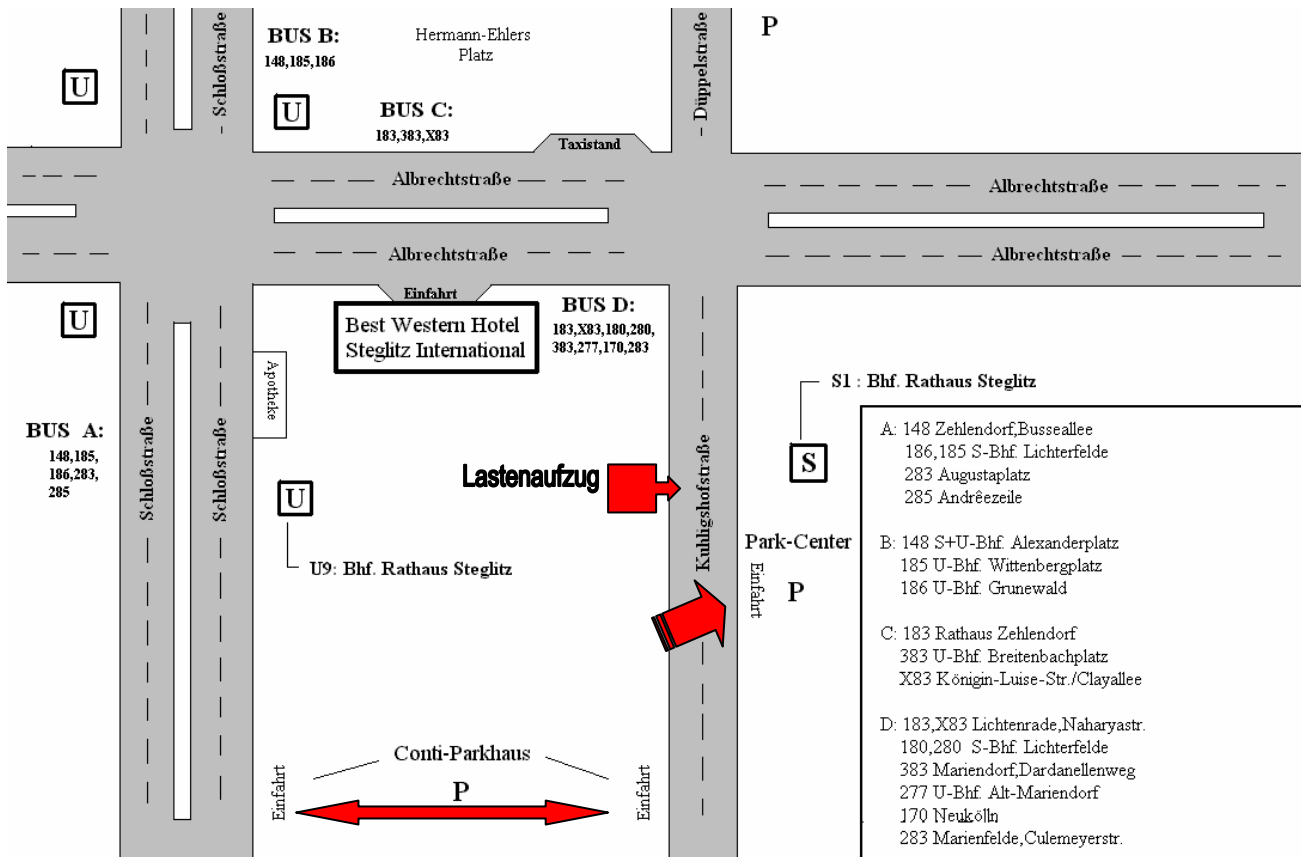 BUS B:
148,185,186
Hermann-Ehlers
Platz
P
U
Schloßstraße
U
BUS C:
183,383,X83
Düppelstraße
Taxistand
Albrechtstraße
Albrechtstraße
Albrechtstraße
Albrechtstraße
U
Einfahrt
Best Western Hotel
Steglitz International
BUS D:
183,X83,180,280,
383,277,170,283
Apotheke
S1 : Bhf. Rathaus Steglitz
BUS A:
148,185,
186,283,
285
Schloßstraße
Schloßstraße
U
U9: Bhf. Rathaus Steglitz
Lastenaufzug
Kuhligshofstraße
S
Park-Center
Einfahrt
P
Conti-Parkhaus
P
Einfahrt
Einfahrt
A: 148 Zehlendorf,Busseallee
186,185 S-Bhf. Lichterfelde
283 Augustaplatz
285 Andrêezeile
B: 148 S+U-Bhf. Alexanderplatz
185 U-Bhf. Wittenbergplatz
186 U-Bhf. Grunewald
C: 183 Rathaus Zehlendorf
383 U-Bhf. Breitenbachplatz
X83 Königin-Luise-Str./Clayallee
D: 183,X83 Lichtenrade,Naharyastr.
180,280 S-Bhf. Lichterfelde
383 Mariendorf,Dardanellenweg
277 U-Bhf. Alt-Mariendorf
170 Neukölln
283 Marienfelde,Culemeyerstr.